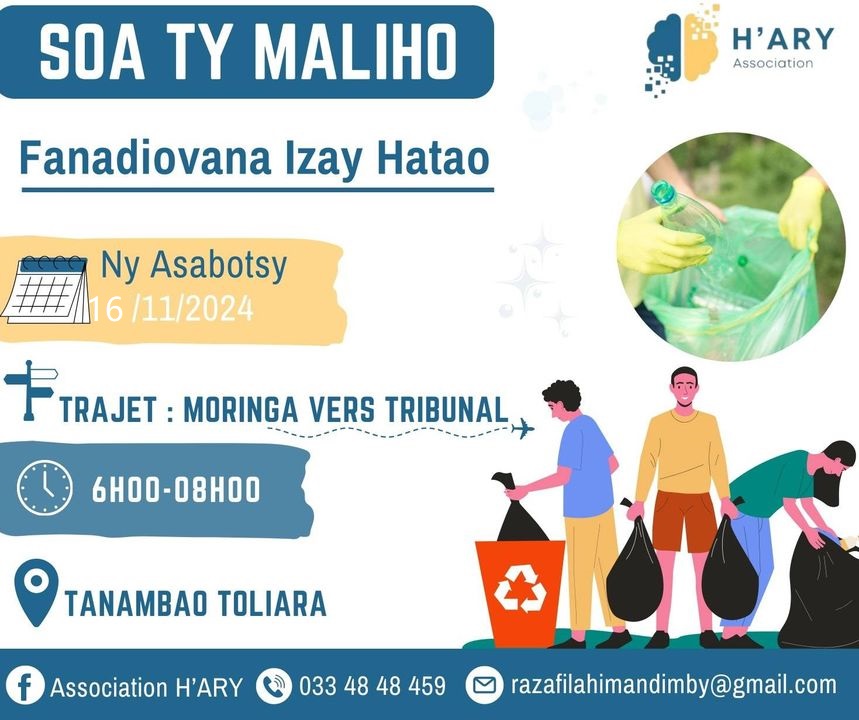 SOA TY MALIHO
H'ARY
Association
Fanadiovana Izay Hatao
Ny Asabotsy
16 /11/2024
TRAJET : MORINGA VERS TRIBUNAL
6H00-08H00
TANAMBAO TOLIARA
Association H'ARY
033 48 48 459
razafilahimandimby@gmail.com